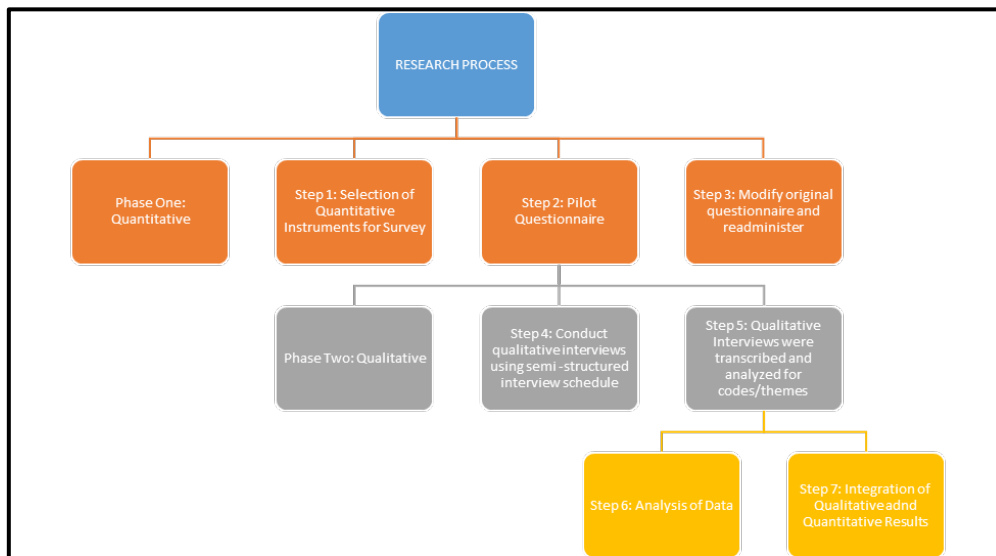 RESEARCH PROCESS
Phase One:
Quantitative
Step 1: Selection of
Quantitative
Instruments for Survey
Step 2: Pilot
Questionnaire
Step 3: Modify original
questionnaire and
readminister
Phase Two: Qualitative
Step 4: Conduct
qualitative interviews
using semi-structured
interview schedule
Step 5: Qualitative
Interviews were
transcribed and
analyzed for
codes/themes
Step 6: Analysis of Data
Step 7: Integration of
Qualitative adnd
Quantitative Results